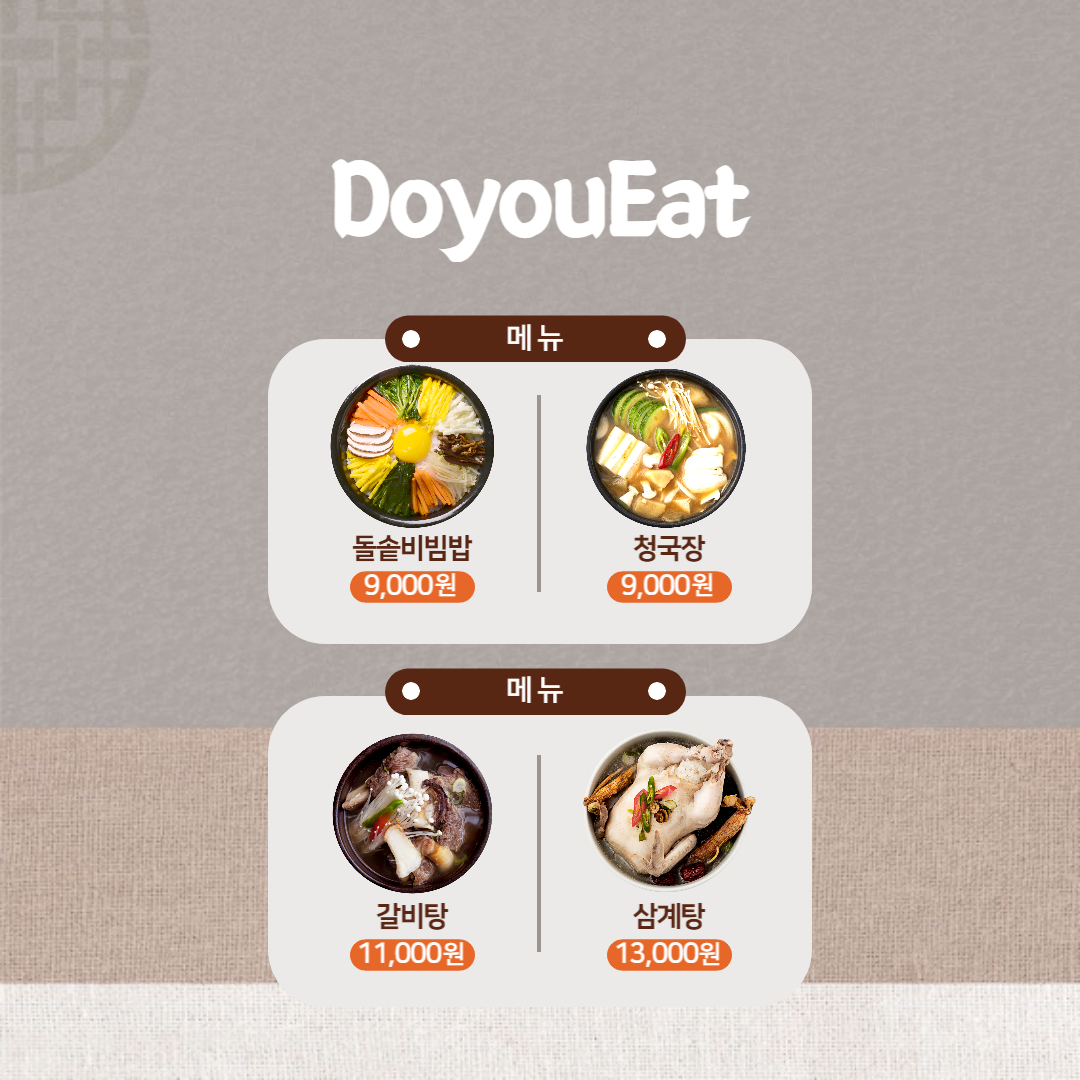 DoyouEat
메뉴
돌솥비빔밥 청국장
9,000원 9,000원
메뉴
갈비탕 삼계탕
11,000원 13,000원